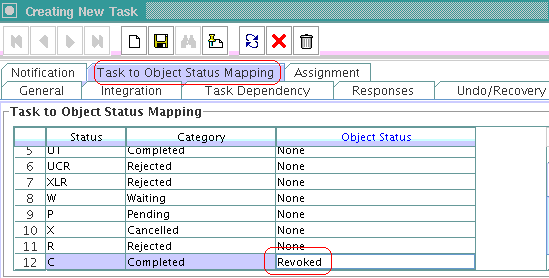 Creating New Task
Notification Task to Object Status Mapping Assignment
General Integration Task Dependency Responses Undo/Recovery
Task to Object Status Mapping
Status Category Object Status
5 UT Completed None
6 UCR Rejected None
7 XLR Rejected None
8 W Waiting None
9 P Pending None
10 X Cancelled None
11 R Rejected None
12 C Completed Revoked